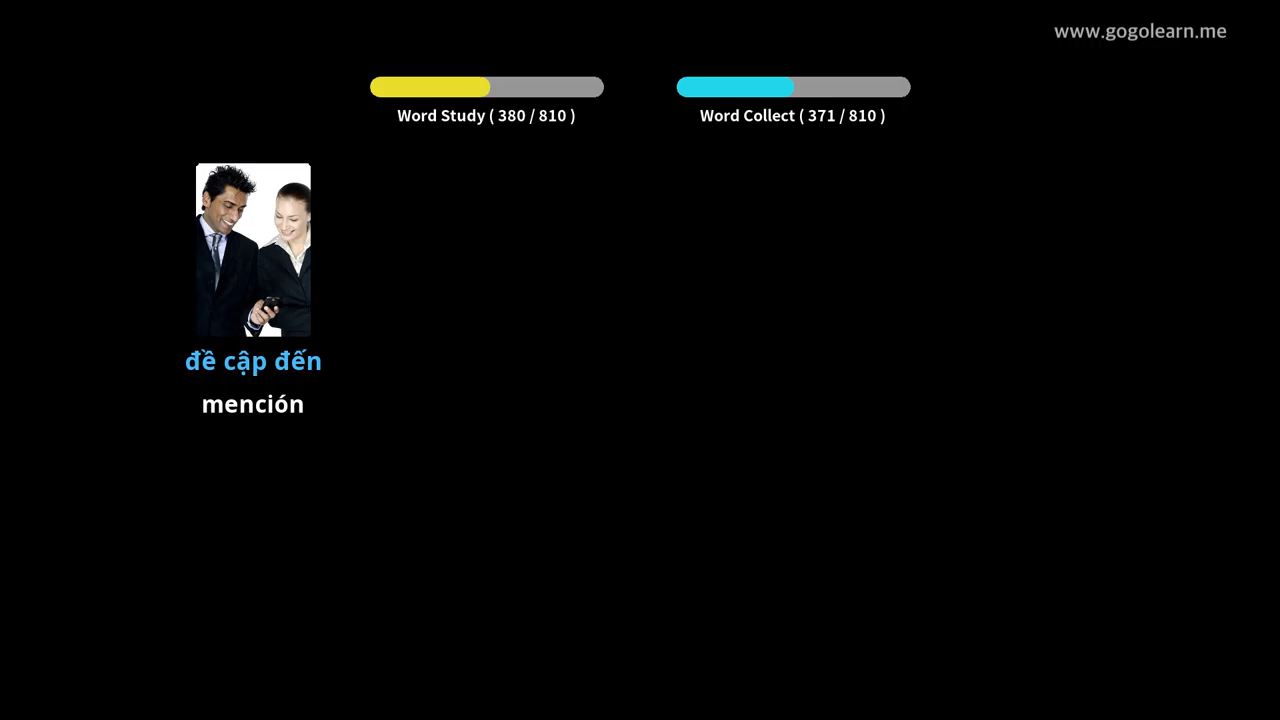 www.gogolearn.me
Word Study ( 380 / 810 )
Word Collect ( 371 / 810 )
đề cập đến
mención